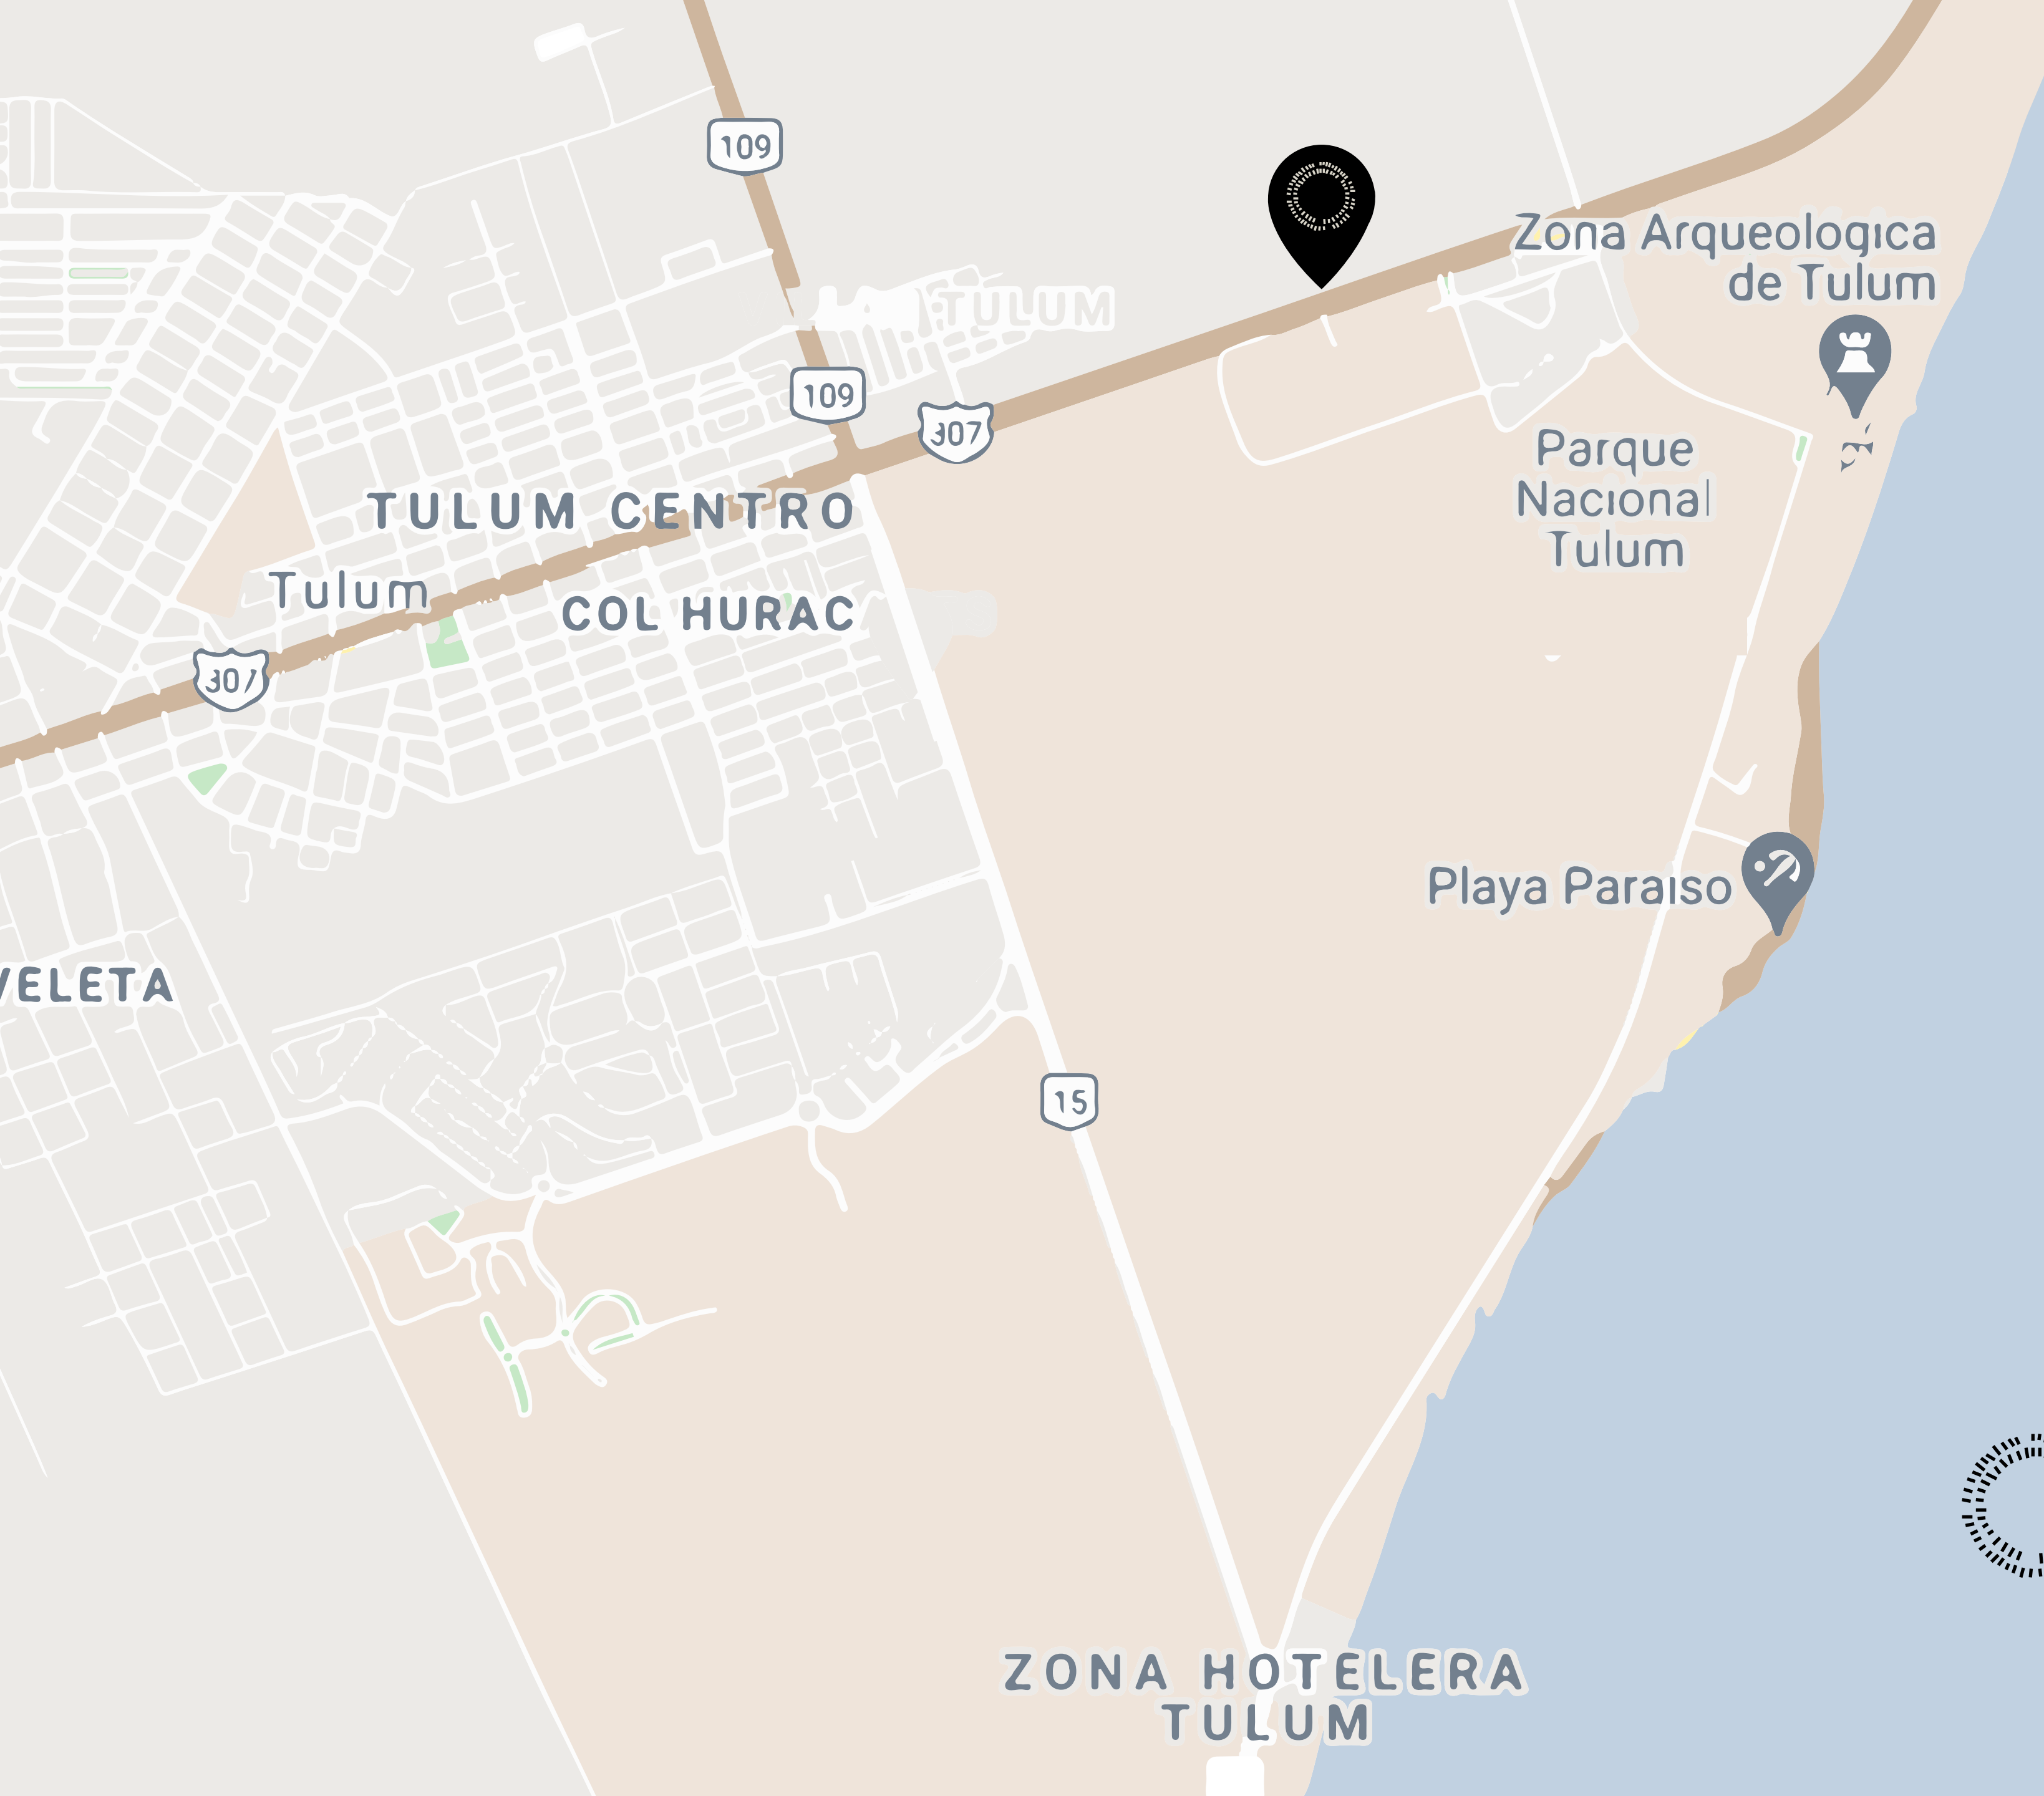 109
Zona Arqueologica
de Tulum
TULUM
109
307
Parque
Nacional
Tulum
TULUM CENTRO
Tulum
COL HURAC
307
Playa Paraiso
VELETA
15
ZONA HOTELERA
TULUM